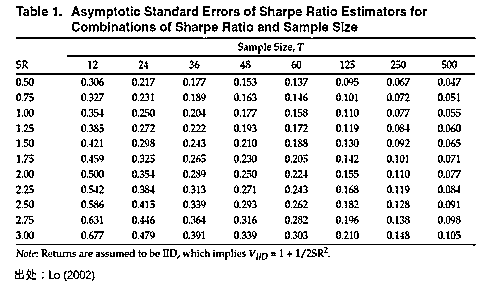 Table 1. Asymptotic Standard Errors of Sharpe Ratio Estimators for
Combinations of Sharpe Ratio and Sample Size
Sample Size, T
SR 12 24 36 48 60 125 250 500
0.50 0.306 0.217 0.177 0.153 0.137 0.095 0.067 0.047
0.75 0.327 0.231 0.189 0.163 0.146 0.101 0.072 0.051
1.00 0.354 0.250 0.204 0.177 0.158 0.110 0.077 0.055
1.25 0.385 0.272 0.222 0.193 0.172 0.119 0.084 0.060
1.50 0.421 0.298 0.243 0.210 0.188 0.130 0.092 0.065
1.75 0.459 0.325 0.265 0.230 0.205 0.142 0.101 0.071
2.00 0.500 0.354 0.289 0.250 0.224 0.155 0.110 0.077
2.25 0.542 0.384 0.313 0.271 0.243 0.168 0.119 0.084
2.50 0.586 0.415 0.339 0.293 0.262 0.182 0.128 0.091
2.75 0.631 0.446 0.364 0.316 0.282 0.196 0.138 0.098
3.00 0.677 0.479 0.391 0.339 0.303 0.210 0.148 0.105
Note: Returns are assumed to be IID, which implies V_IID = 1 + 1/2SR².
出処：Lo (2002)